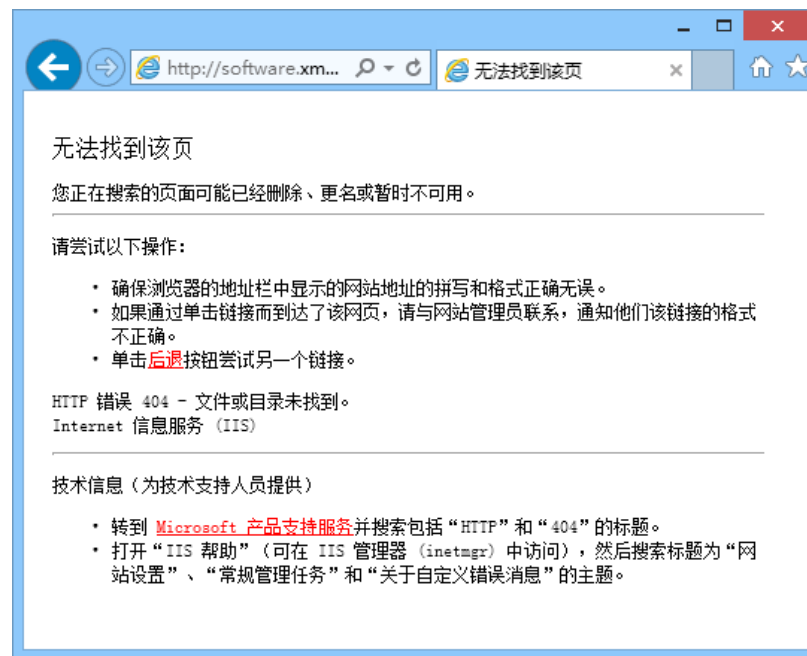 http://software.xm...
无法找到该页
无法找到该页
您正在搜索的页面可能已经删除、更名或暂时不可用。
请尝试以下操作：
• 确保浏览器的地址栏中显示的网站地址的拼写和格式正确无误。
• 如果通过单击链接而到达了该网页，请与网站管理员联系，通知他们该链接的格式
不正确。
• 单击后退按钮尝试另一个链接。
HTTP 错误 404 - 文件或目录未找到。
Internet 信息服务 (IIS)
技术信息（为技术支持人员提供）
• 转到 Microsoft 产品支持服务并搜索包括“HTTP”和“404”的标题。
• 打开“IIS 帮助”（可在 IIS 管理器 (inetmgr) 中访问），然后搜索标题为“网
站设置”、“常规管理任务”和“关于自定义错误消息”的主题。